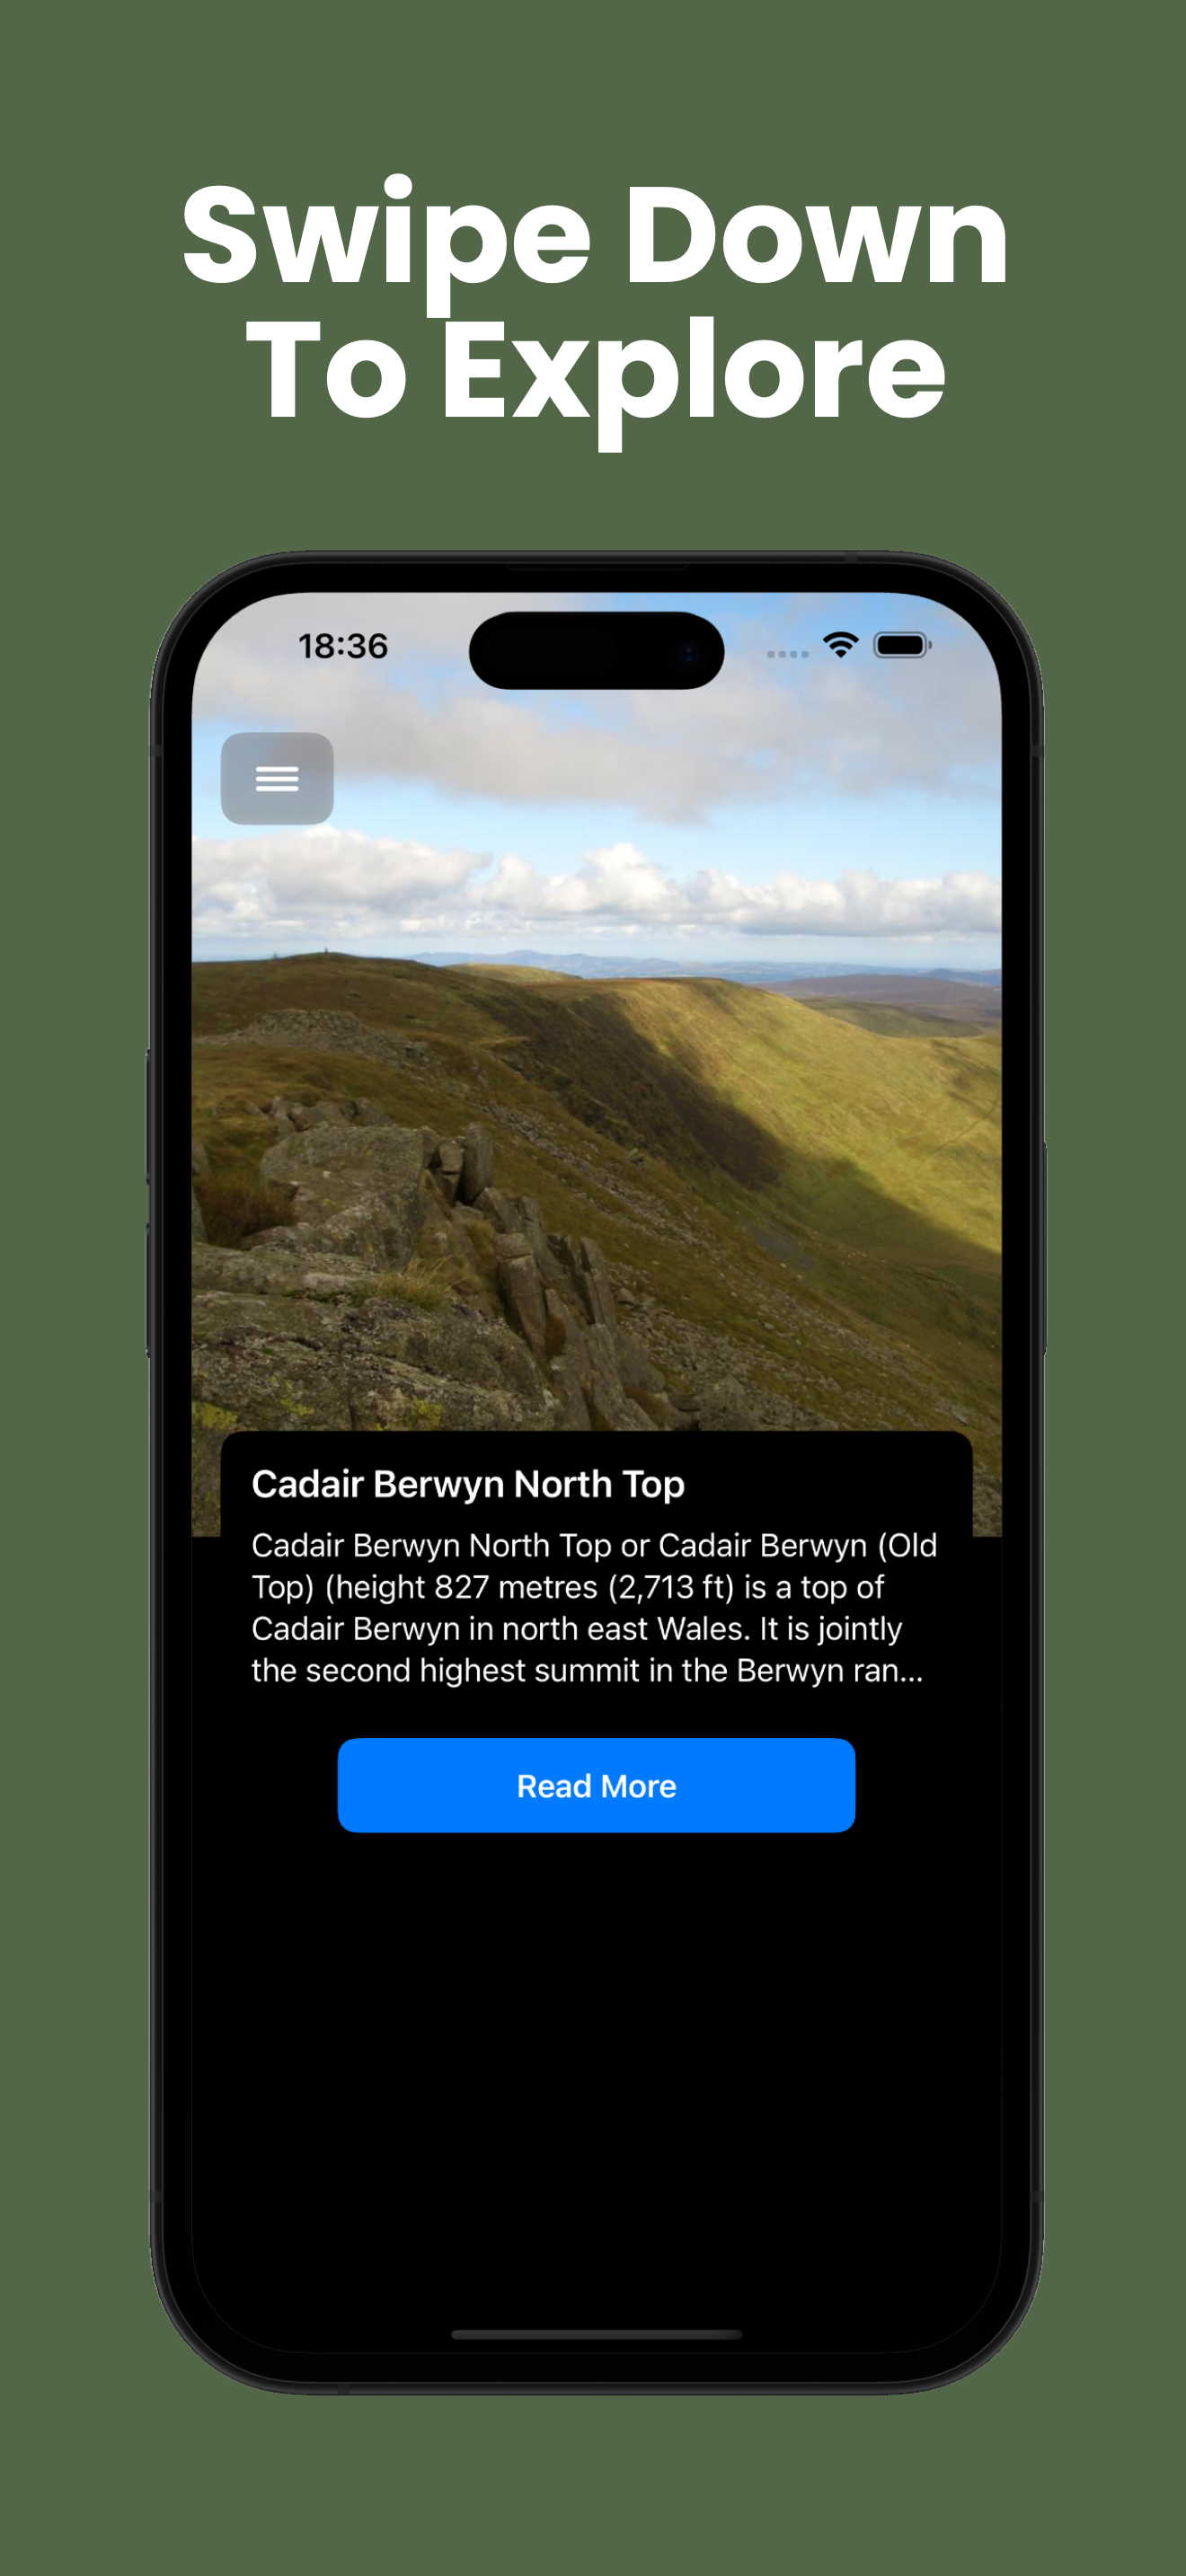 Swipe Down
To Explore
18:36
Cadair Berwyn North Top
Cadair Berwyn North Top or Cadair Berwyn (Old
Top) (height 827 metres (2,713 ft) is a top of
Cadair Berwyn in north east Wales. It is jointly
the second highest summit in the Berwyn ran...
Read More